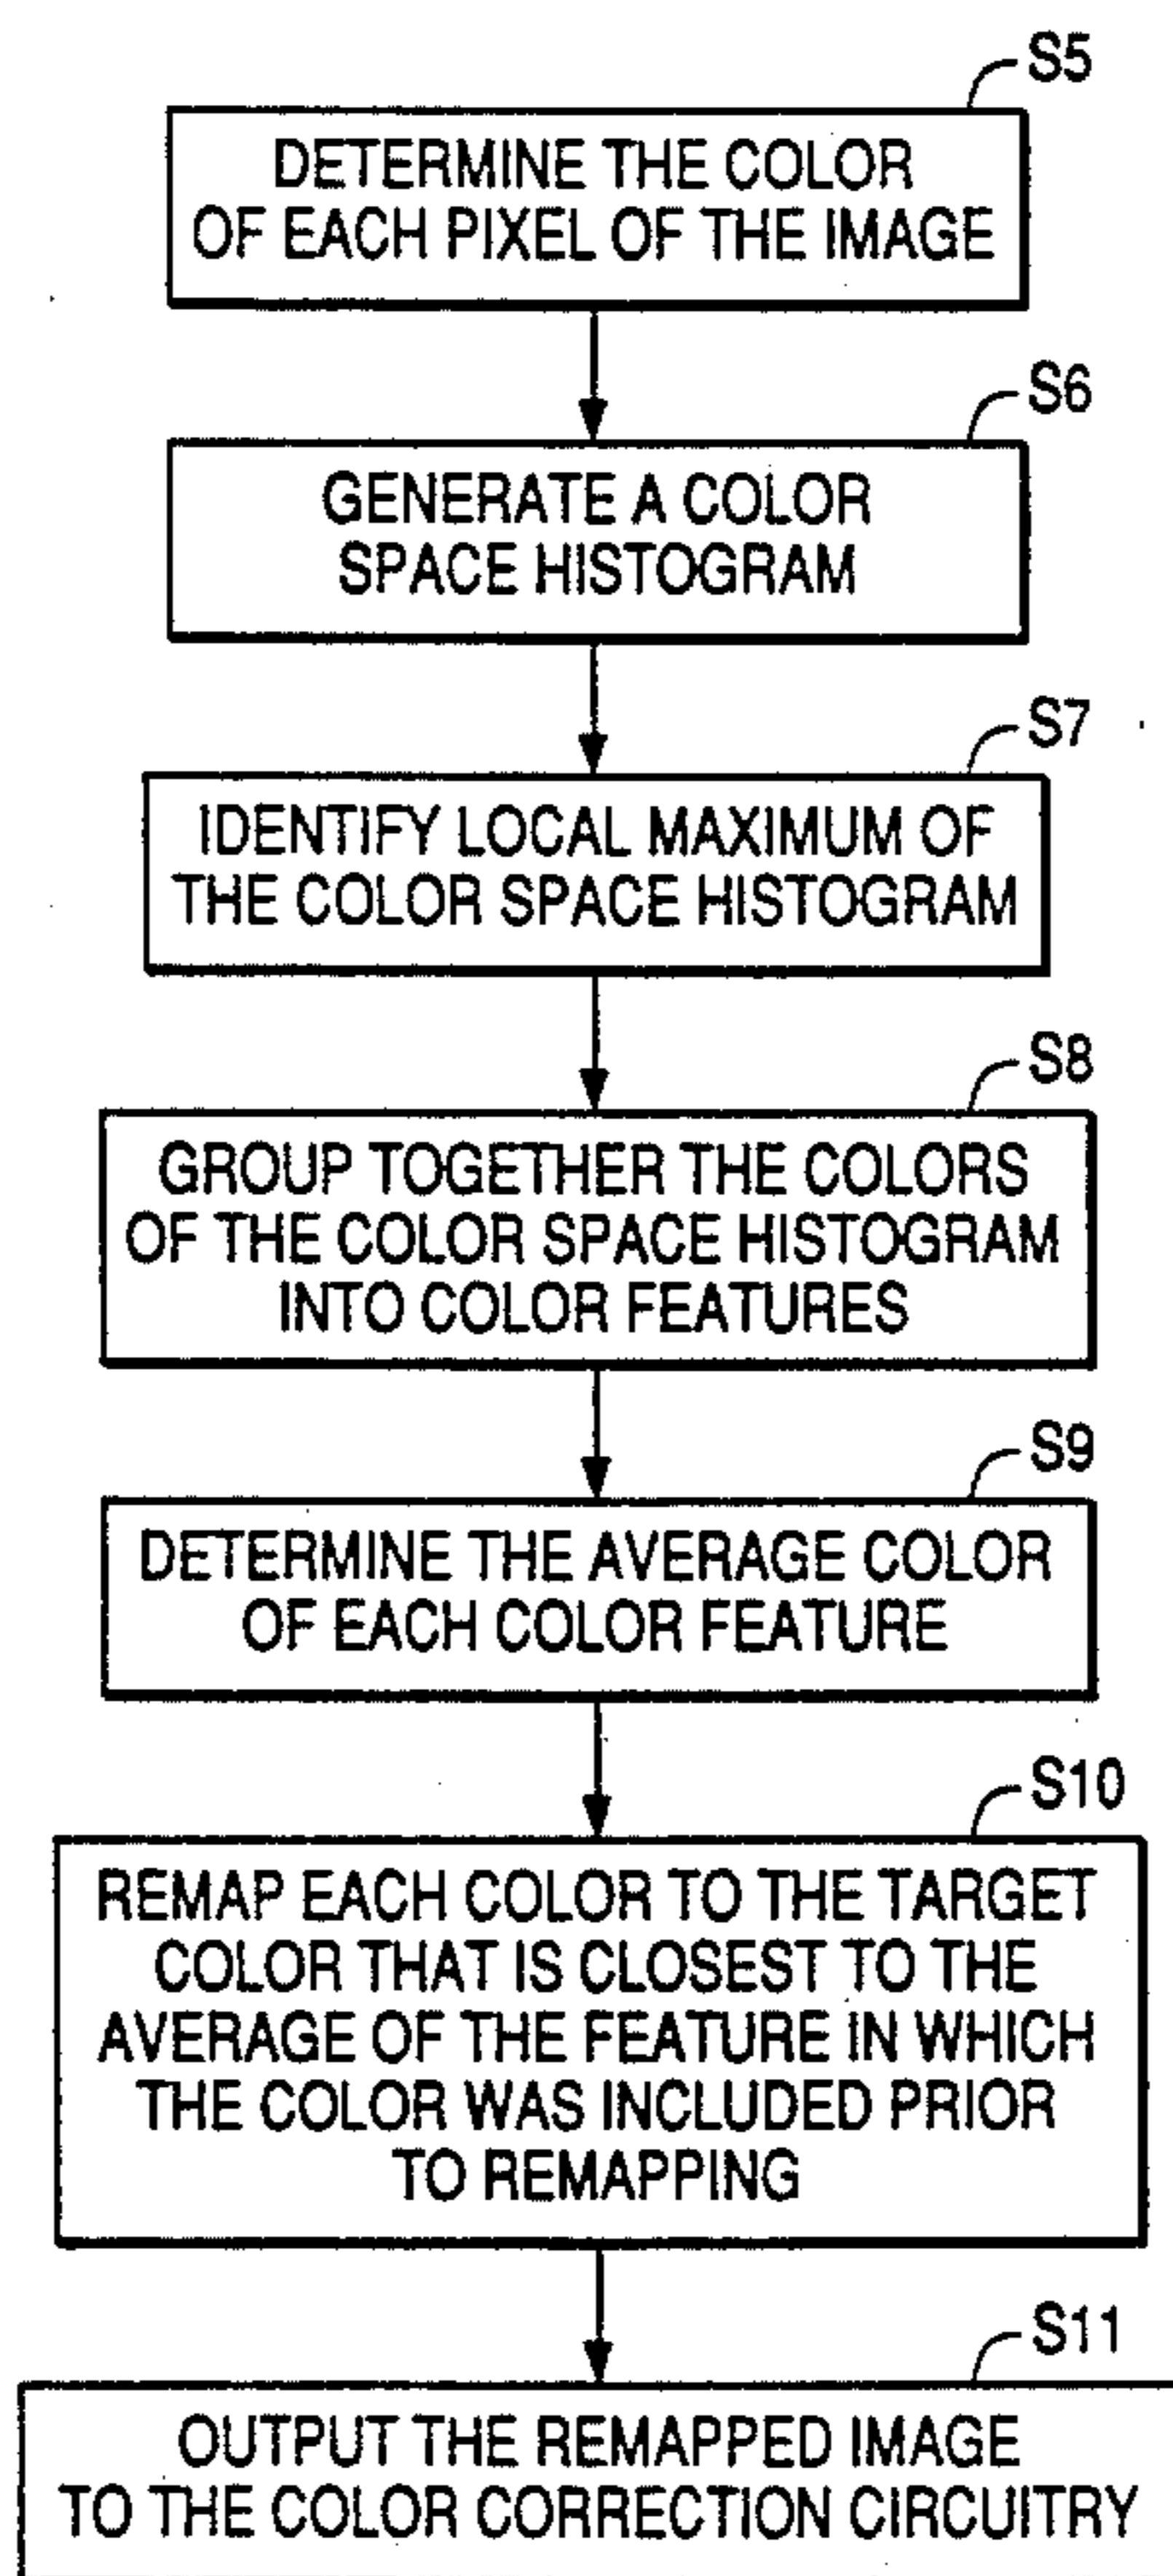 S5
DETERMINE THE COLOR
OF EACH PIXEL OF THE IMAGE
S6
GENERATE A COLOR
SPACE HISTOGRAM
S7
IDENTIFY LOCAL MAXIMUM OF
THE COLOR SPACE HISTOGRAM
S8
GROUP TOGETHER THE COLORS
OF THE COLOR SPACE HISTOGRAM
INTO COLOR FEATURES
S9
DETERMINE THE AVERAGE COLOR
OF EACH COLOR FEATURE
S10
REMAP EACH COLOR TO THE TARGET
COLOR THAT IS CLOSEST TO THE
AVERAGE OF THE FEATURE IN WHICH
THE COLOR WAS INCLUDED PRIOR
TO REMAPPING
S11
OUTPUT THE REMAPPED IMAGE
TO THE COLOR CORRECTION CIRCUITRY